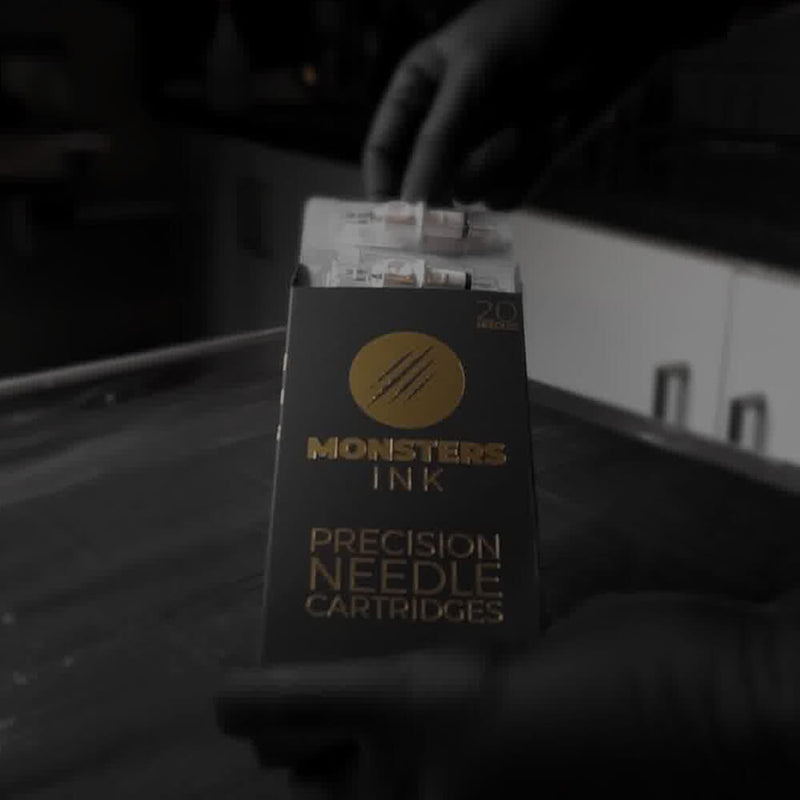 20
NEEDLES
MONSTERS
INK
PRECISION
NEEDLE
CARTRIDGES